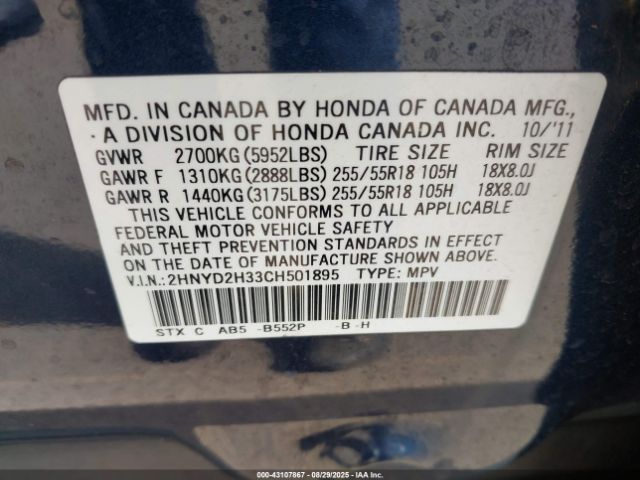 MFD. IN CANADA BY HONDA OF CANADA MFG.,
A DIVISION OF HONDA CANADA INC. 10/'11
GVWR 2700KG (5952LBS) TIRE SIZE RIM SIZE
GAWR F 1310KG (2888LBS) 255/55R18 105H 18X8.0J
GAWR R 1440KG (3175LBS) 255/55R18 105H 18X8.0J
THIS VEHICLE CONFORMS TO ALL APPLICABLE
FEDERAL MOTOR VEHICLE SAFETY
AND THEFT PREVENTION STANDARDS IN EFFECT
ON THE DATE OF MANUFACTURE SHOWN ABOVE.
V.I.N.: 2HNYD2H33CH501895 TYPE: MPV
STX C AB5 -B552P -B -H
000-43107867 - 08/29/2025 - IAA Inc.